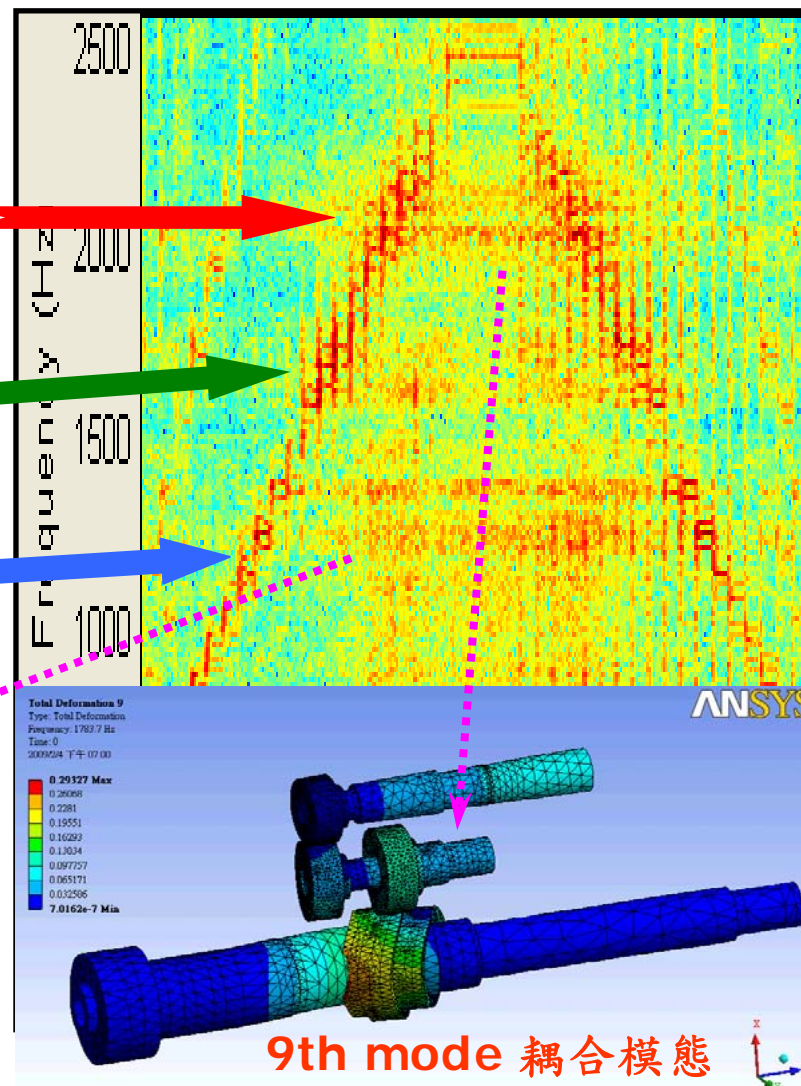 2500
2000
1500
1000
Frequency (Hz)
Total Deformation 9
Type: Total Deformation
Frequency: 1783.7 Hz
Time: 0
2009/2/4 下午 07:00
0.29327 Max
0.26068
0.2281
0.19551
0.16293
0.13034
0.097757
0.065171
0.032586
7.0162e-7 Min
ANSYS
9th mode 耦合模態
X